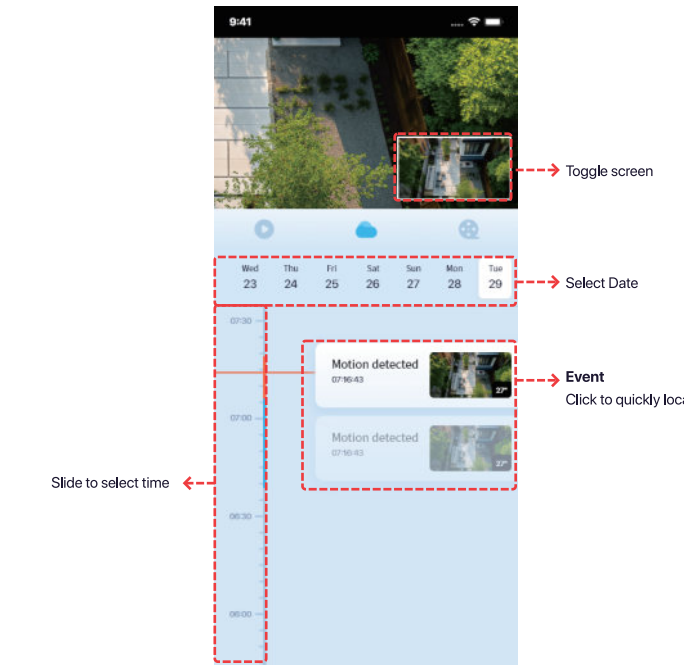 9:41
Toggle screen
Wed Thu Fri Sat Sun Mon Tue
23 24 25 26 27 28 29
Select Date
07:30
Motion detected
07:16:43
27"
Event
Click to quickly loca
07:00
Motion detected
07:16:43
27"
Slide to select time
06:30
06:00